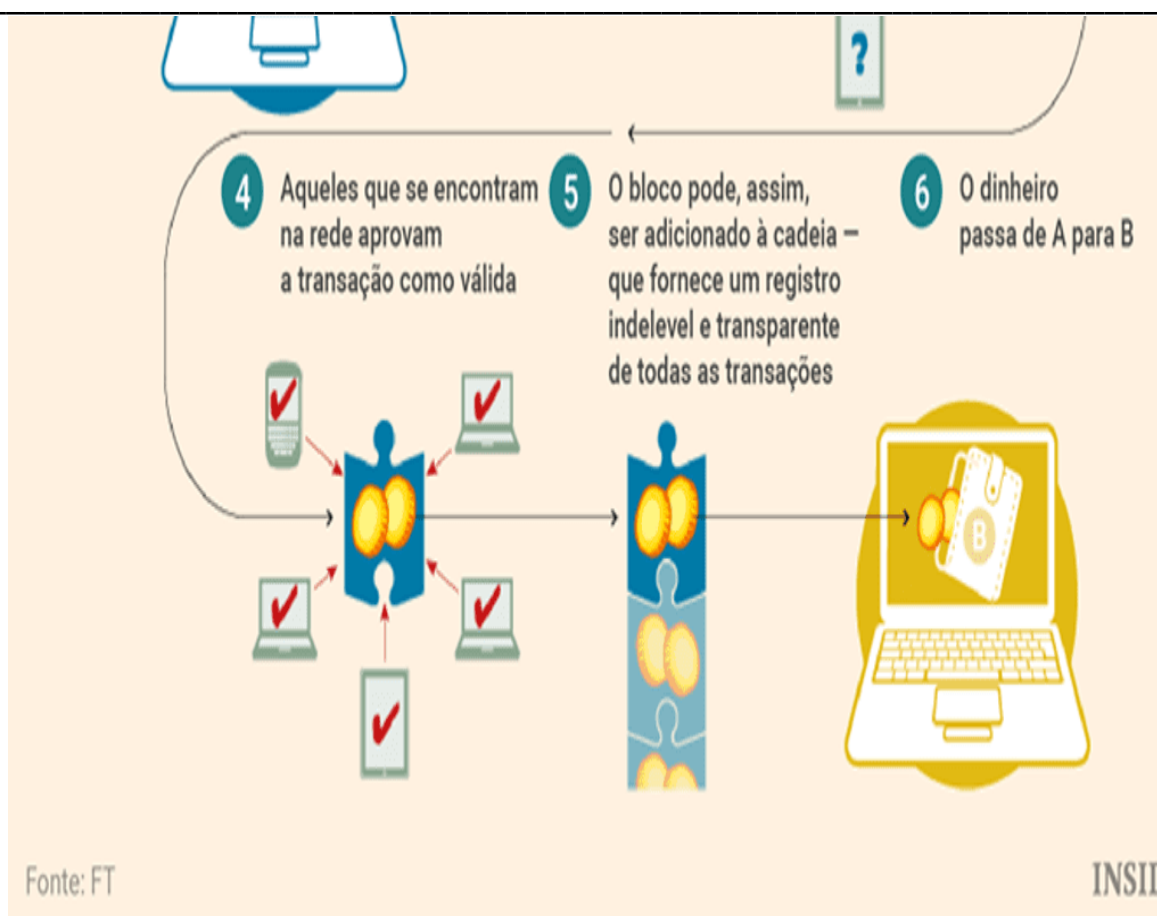 ?
4
Aqueles que se encontram
na rede aprovam
a transação como válida
5
O bloco pode, assim,
ser adicionado à cadeia –
que fornece um registro
indelevel e transparente
de todas as transações
6
O dinheiro
passa de A para B
B
Fonte: FT
INSID